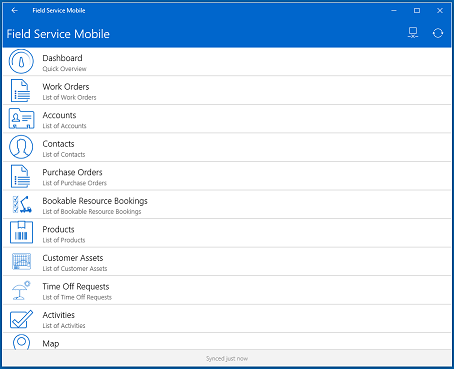 Field Service Mobile
Field Service Mobile
Dashboard
Quick Overview
Work Orders
List of Work Orders
Accounts
List of Accounts
Contacts
List of Contacts
Purchase Orders
List of Purchase Orders
Bookable Resource Bookings
List of Bookable Resource Bookings
Products
List of Products
Customer Assets
List of Customer Assets
Time Off Requests
List of Time Off Requests
Activities
List of Activities
Map
Synced just now